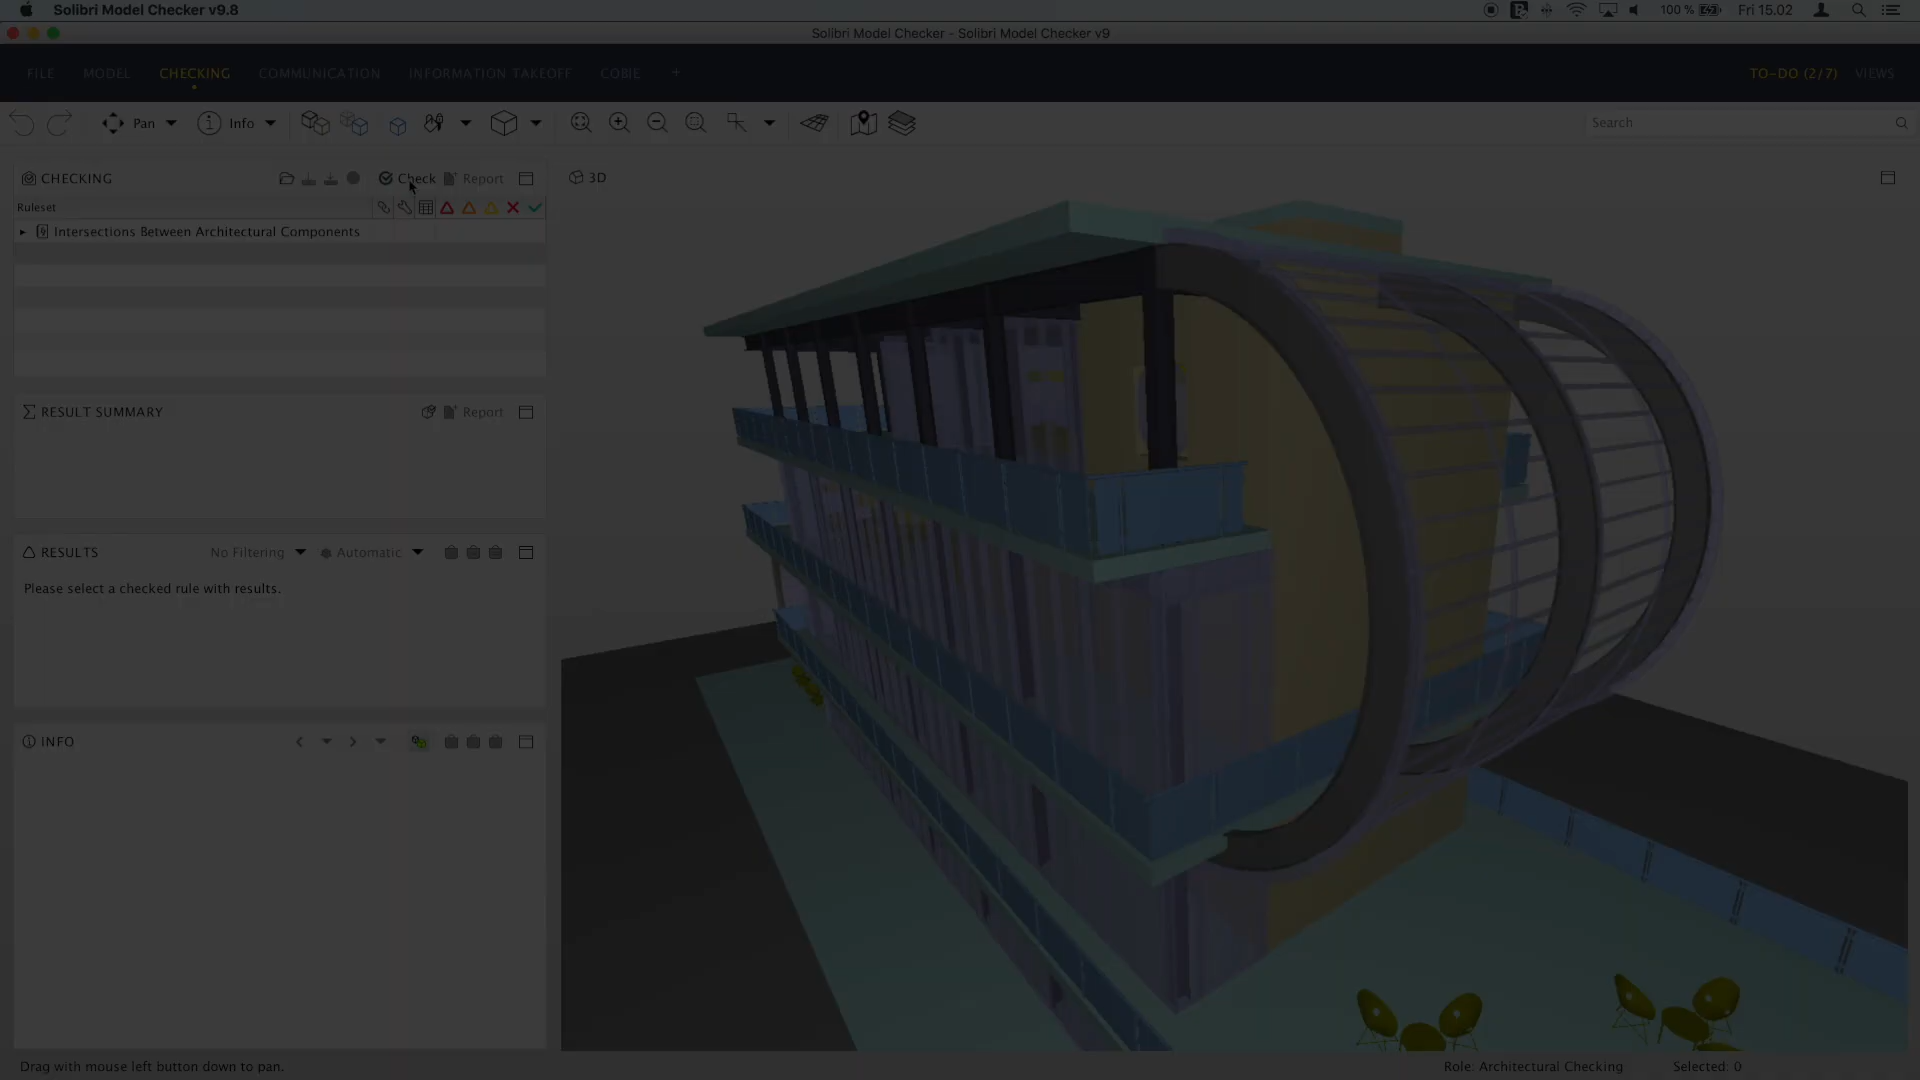 Solibri Model Checker v9.8
100 %
Fri 15.02
Solibri Model Checker - Solibri Model Checker v9
FILE
MODEL
CHECKING
COMMUNICATION
INFORMATION TAKEOFF
COBIE
+
TO-DO (2/7)
VIEWS
Pan
Info
Search
CHECKING
Check
Report
3D
Ruleset
Intersections Between Architectural Components
RESULT SUMMARY
Report
RESULTS
No Filtering
Automatic
Please select a checked rule with results.
INFO
Drag with mouse left button down to pan.
Role: Architectural Checking
Selected: 0